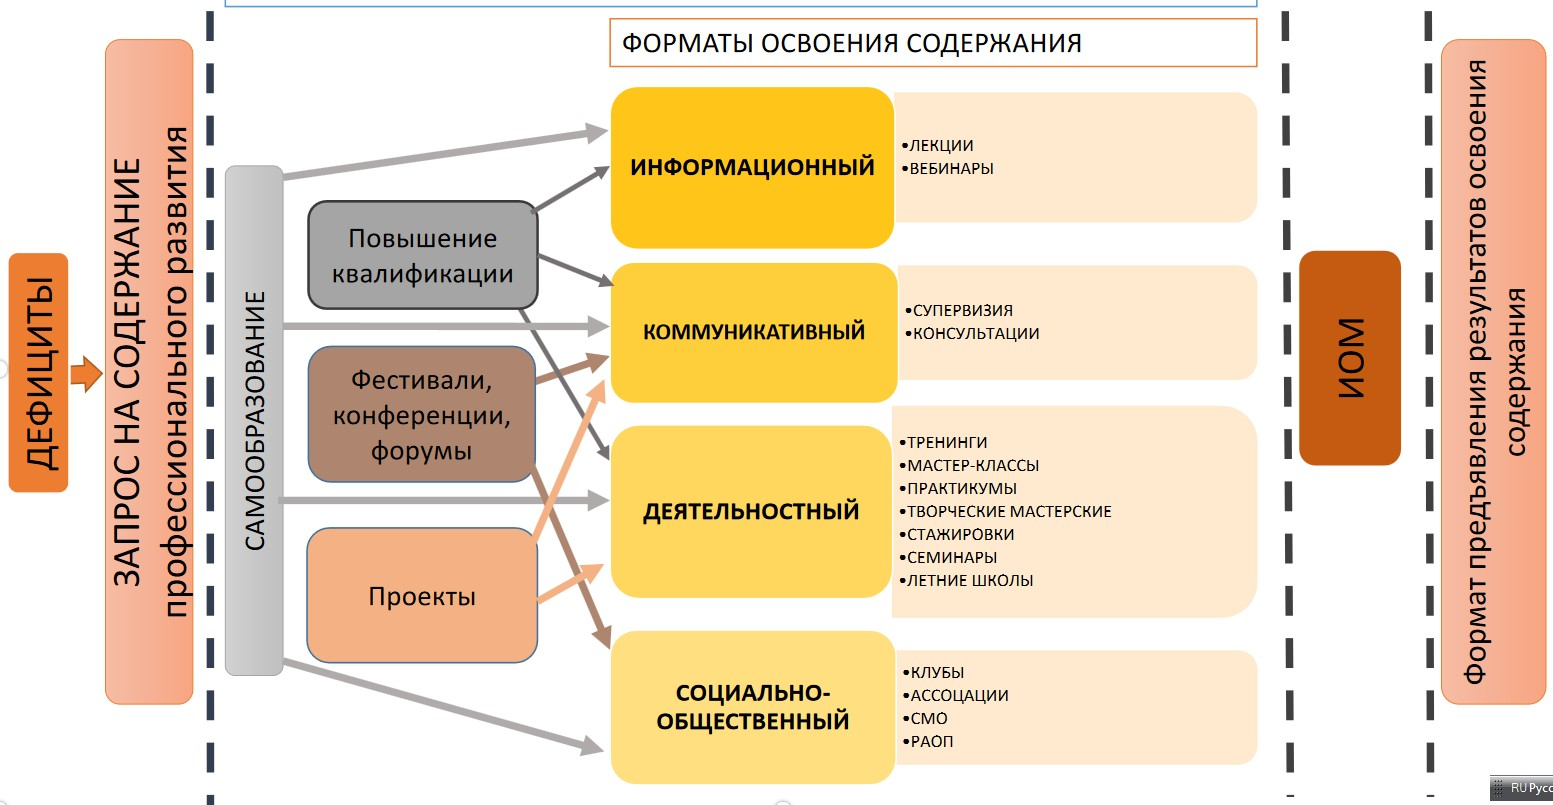 ДЕФИЦИТЫ
ЗАПРОС НА СОДЕРЖАНИЕ
профессионального развития
САМООБРАЗОВАНИЕ
Повышение
квалификации
Фестивали,
конференции,
форумы
Проекты
ФОРМАТЫ ОСВОЕНИЯ СОДЕРЖАНИЯ
ИНФОРМАЦИОННЫЙ
•ЛЕКЦИИ
•ВЕБИНАРЫ
КОММУНИКАТИВНЫЙ
•СУПЕРВИЗИЯ
•КОНСУЛЬТАЦИИ
ДЕЯТЕЛЬНОСТНЫЙ
•ТРЕНИНГИ
•МАСТЕР-КЛАССЫ
•ПРАКТИКУМЫ
•ТВОРЧЕСКИЕ МАСТЕРСКИЕ
•СТАЖИРОВКИ
•СЕМИНАРЫ
•ЛЕТНИЕ ШКОЛЫ
СОЦИАЛЬНО-
ОБЩЕСТВЕННЫЙ
•КЛУБЫ
•АССОЦАЦИИ
•СМО
•РАОП
ИОМ
Формат предъявления результатов освоения
содержания
RU Русс